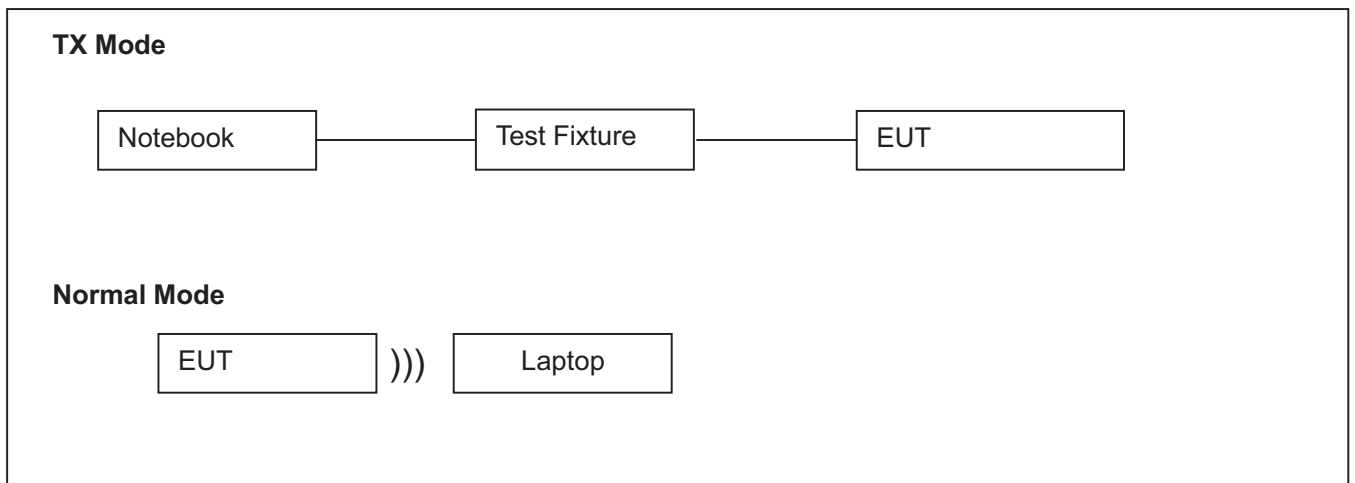 TX Mode
Notebook Test Fixture EUT
Normal Mode
EUT ))) Laptop